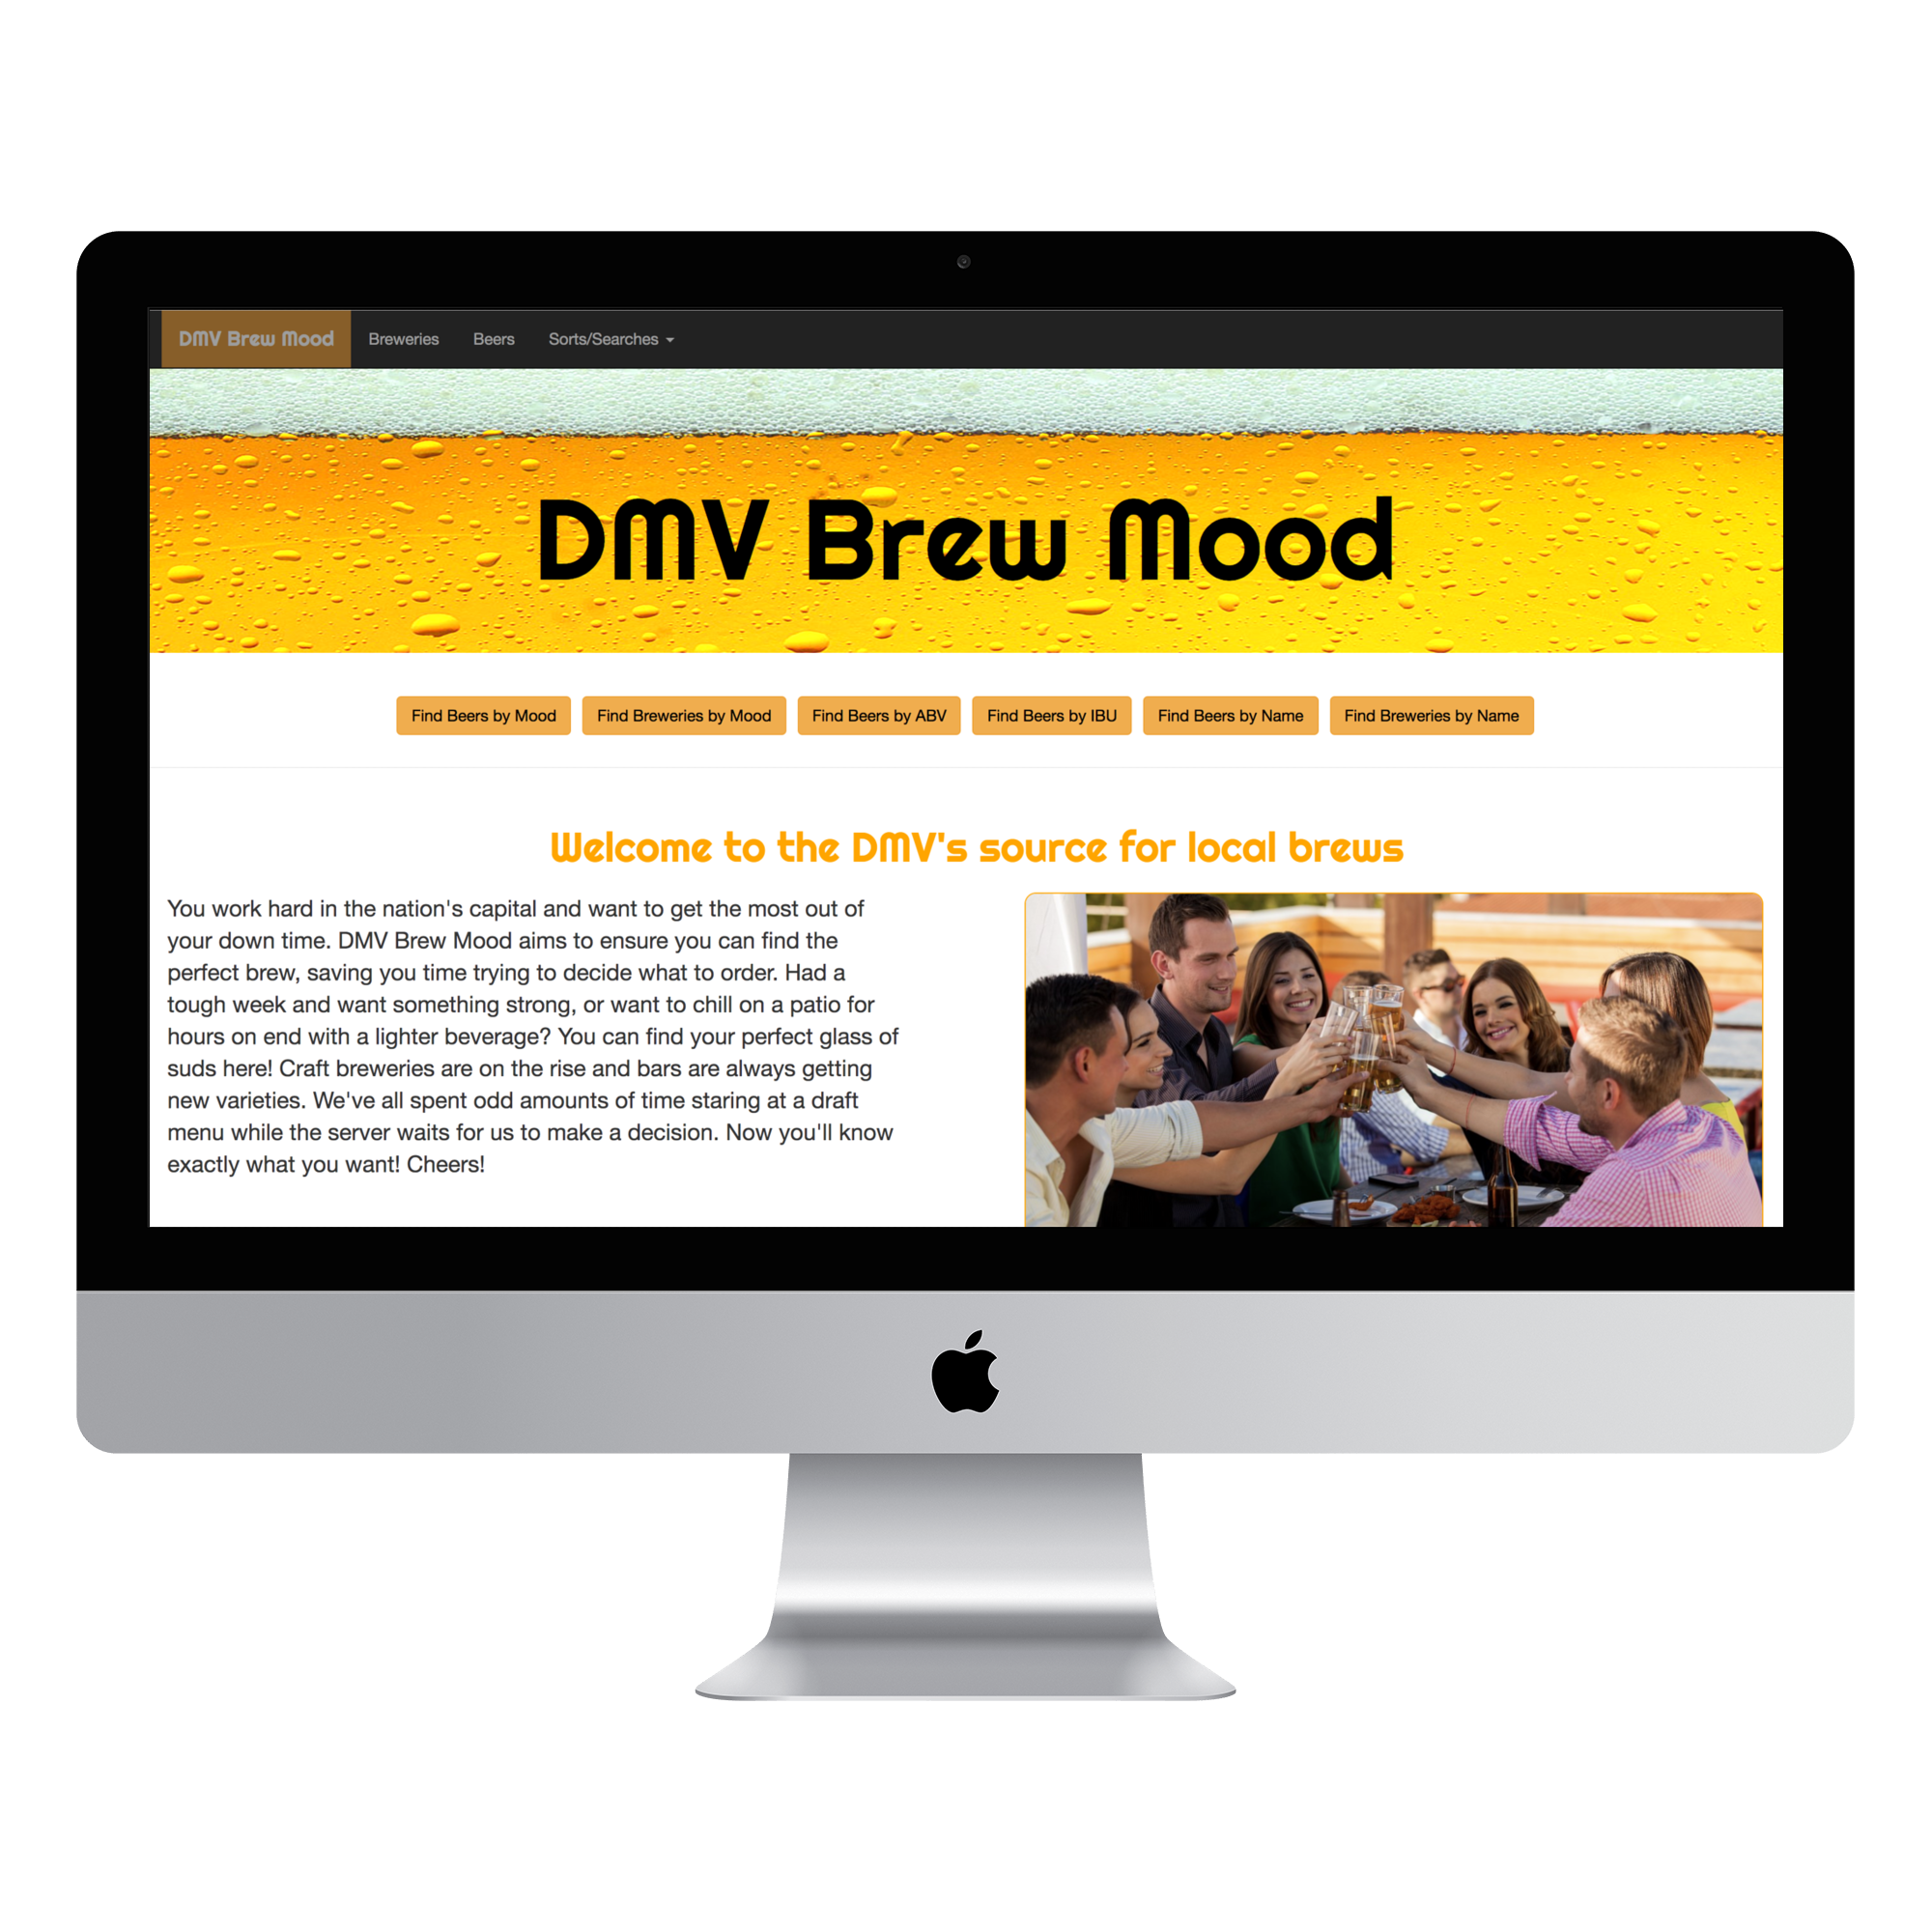 DMV Brew Mood Breweries Beers Sorts/Searches
DMV Brew Mood
Find Beers by Mood Find Breweries by Mood Find Beers by ABV Find Beers by IBU Find Beers by Name Find Breweries by Name
Welcome to the DMV's source for local brews
You work hard in the nation's capital and want to get the most out of
your down time. DMV Brew Mood aims to ensure you can find the
perfect brew, saving you time trying to decide what to order. Had a
tough week and want something strong, or want to chill on a patio for
hours on end with a lighter beverage? You can find your perfect glass of
suds here! Craft breweries are on the rise and bars are always getting
new varieties. We've all spent odd amounts of time staring at a draft
menu while the server waits for us to make a decision. Now you'll know
exactly what you want! Cheers!